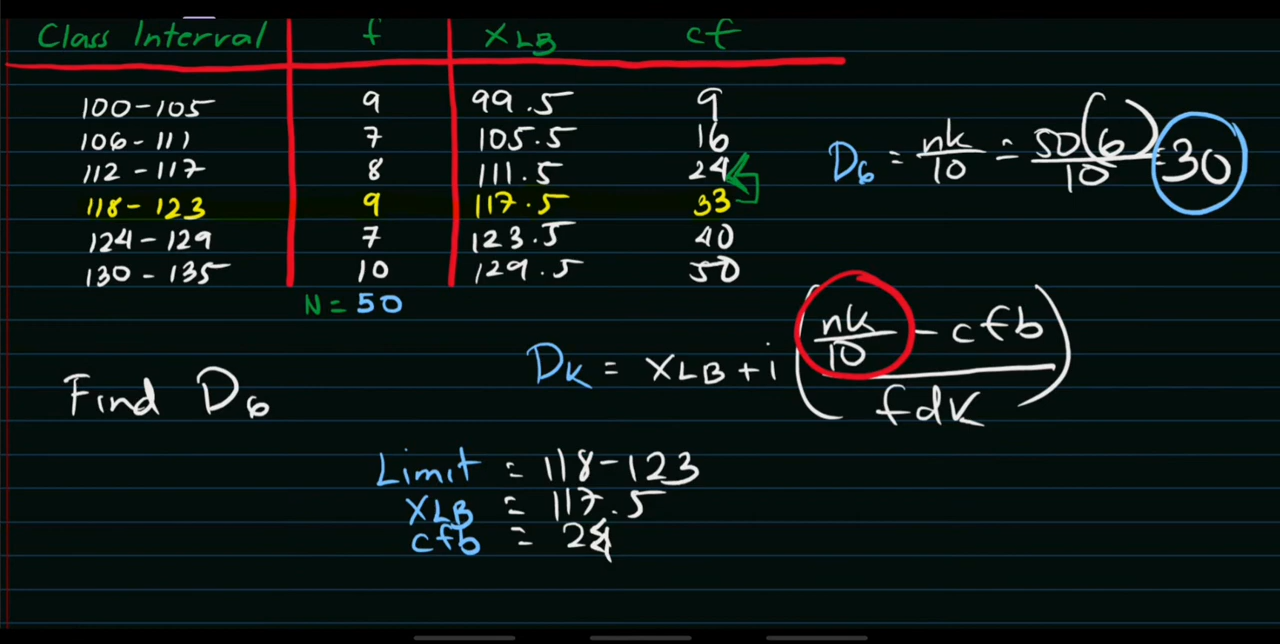 Class Interval f XLB cf
100-105 9 99.5 9
106-111 7 105.5 16
112-117 8 111.5 24
118-123 9 117.5 33
124-129 7 123.5 40
130-135 10 129.5 50
N = 50
D6 = nk/10 = 50(6)/10 = 30
DK = XLB + i (nk/10 - cfb / fdK)
Find D6
Limit = 118-123
XLB = 117.5
cfb = 24